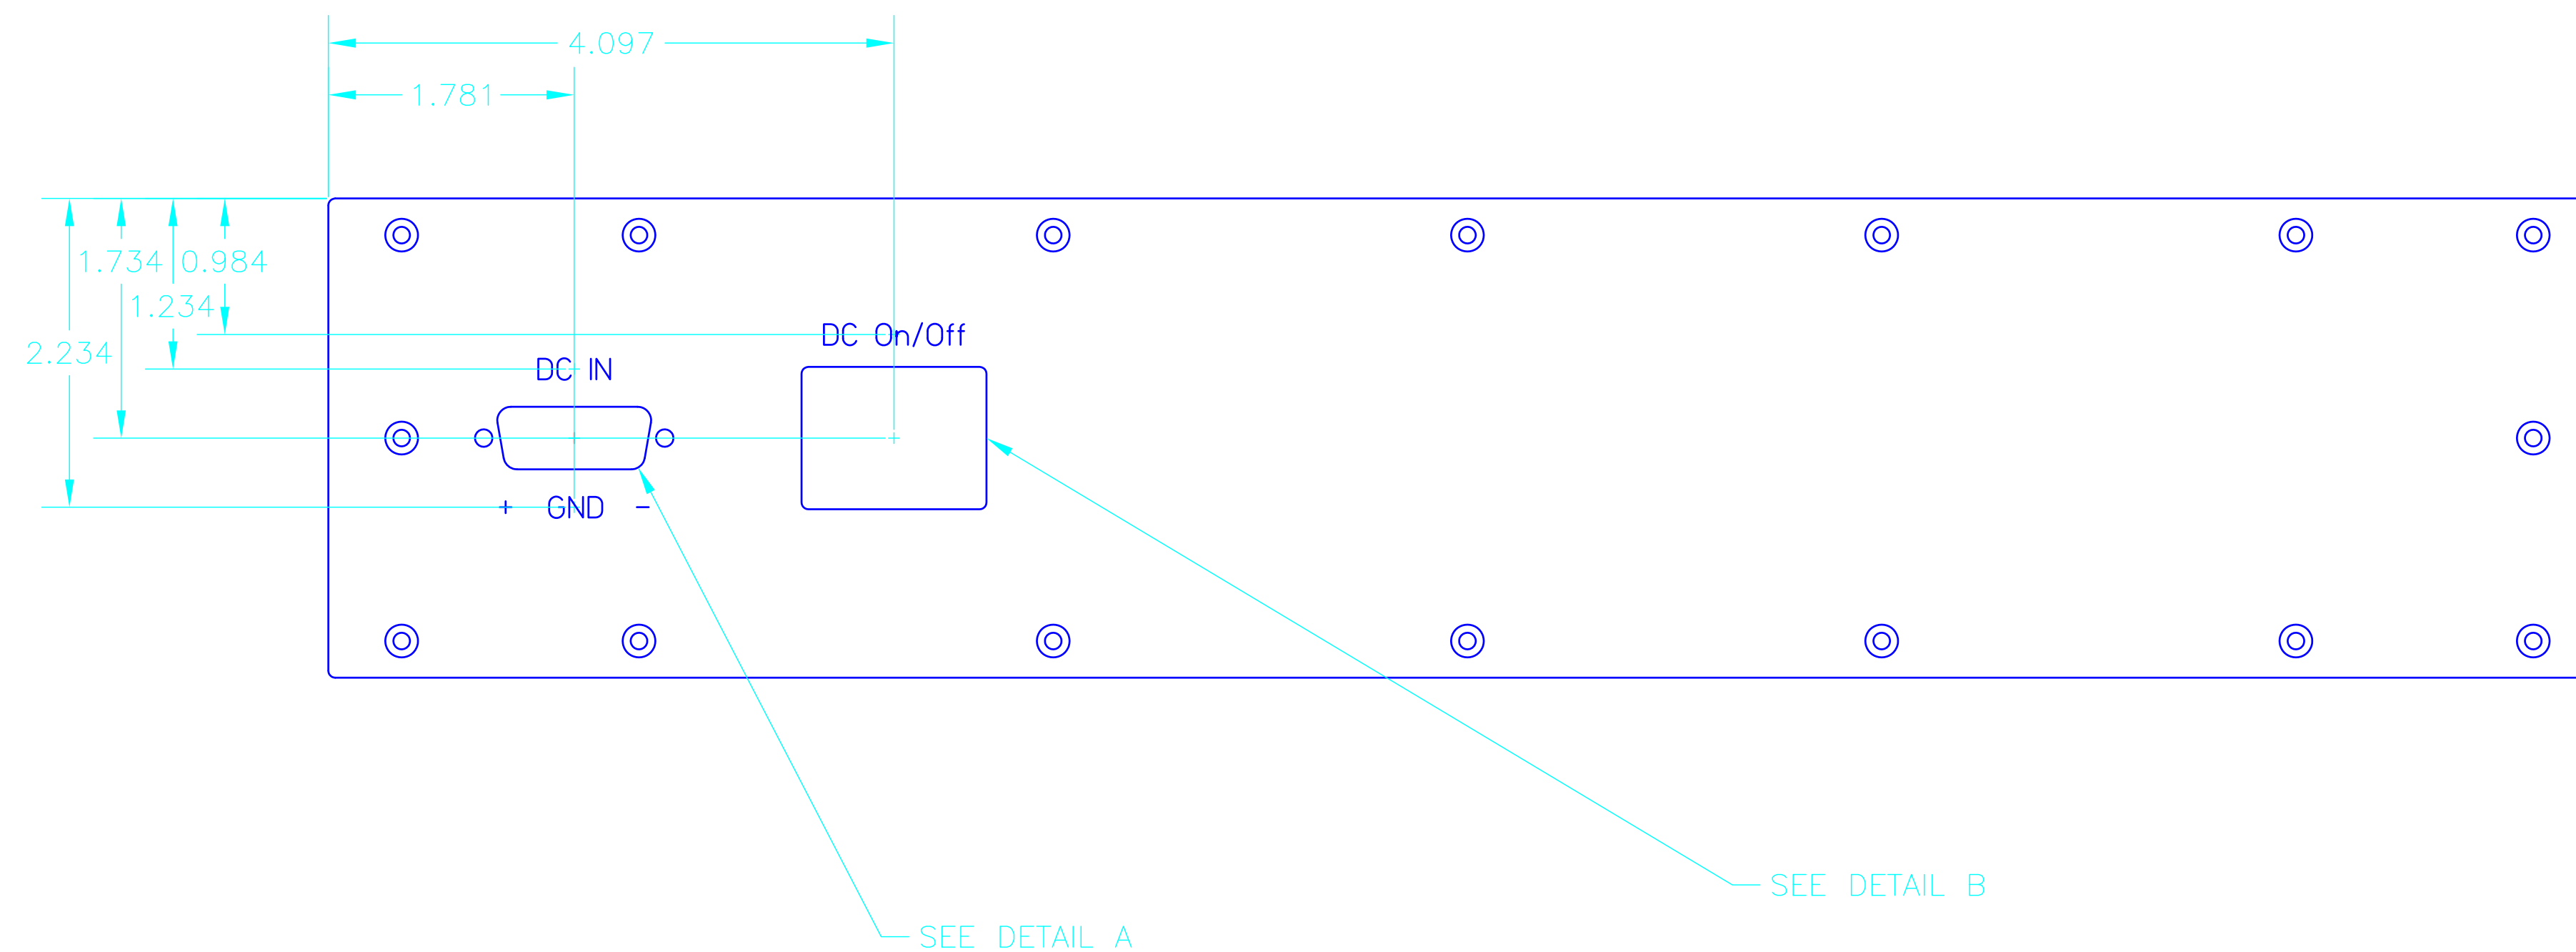 4.097
1.781
1.734
0.984
1.234
2.234
DC On/Off
DC IN
+ GND -
SEE DETAIL B
SEE DETAIL A